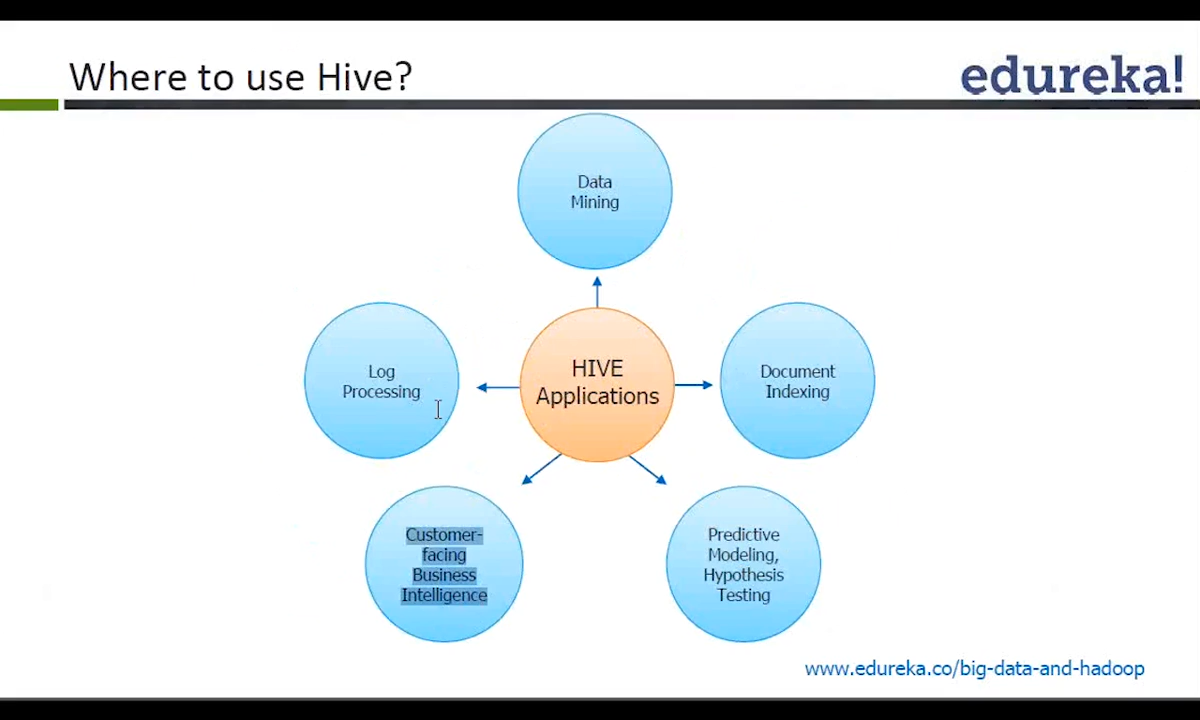 Where to use Hive?
edureka!
Data
Mining
Log
Processing
HIVE
Applications
Document
Indexing
Customer-
facing
Business
Intelligence
Predictive
Modeling,
Hypothesis
Testing
www.edureka.co/big-data-and-hadoop